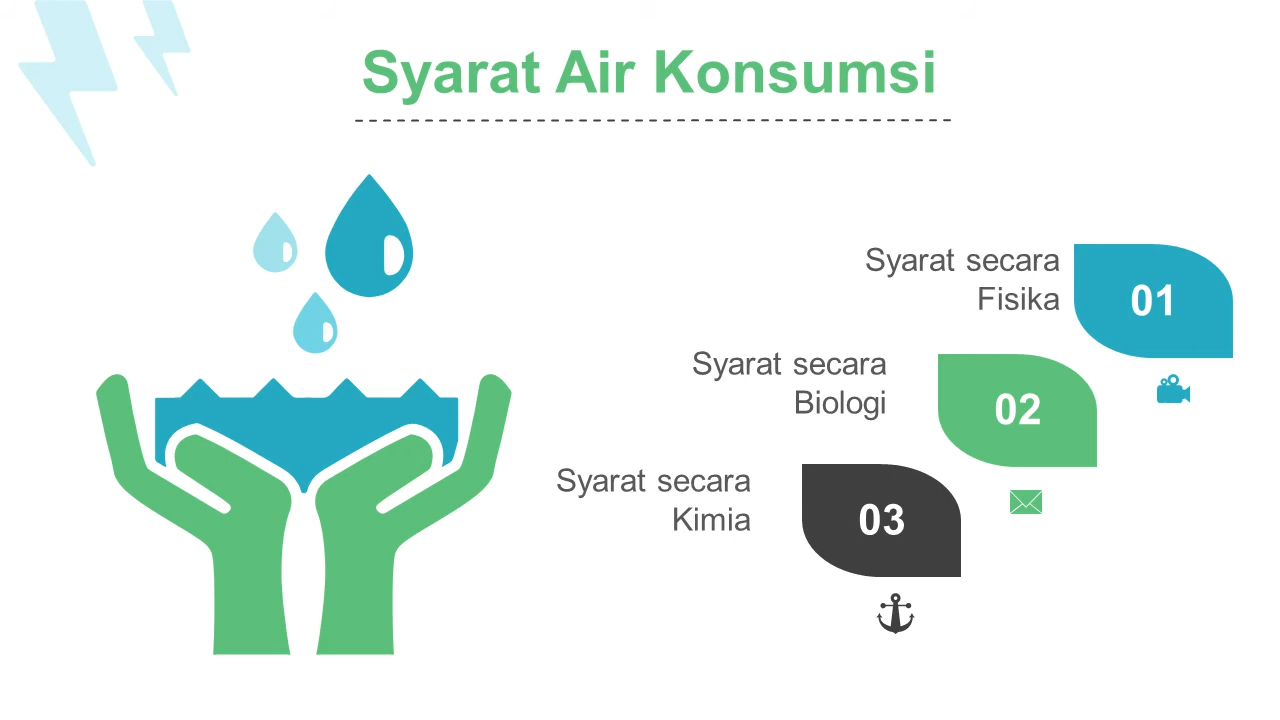 Syarat Air Konsumsi
Syarat secara
Fisika
01
Syarat secara
Biologi
02
Syarat secara
Kimia
03